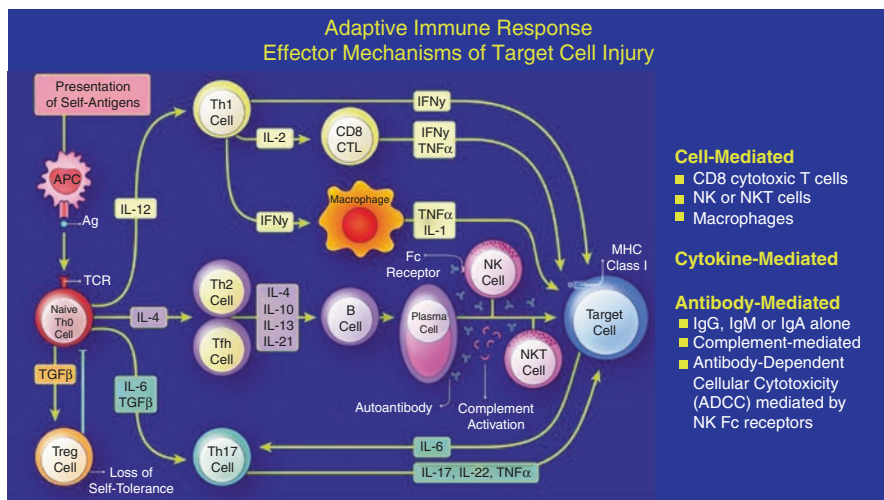 Adaptive Immune Response
Effector Mechanisms of Target Cell Injury
Presentation
of Self-Antigens
APC
Ag
TCR
Naive
Th0
Cell
TGFβ
Treg
Cell
Loss of
Self-Tolerance
IL-12
IL-4
IL-6
TGFβ
Th1
Cell
IL-2
CD8
CTL
IFNy
IFNy
TNFα
IFNy
Macrophage
TNFα
IL-1
Th2
Cell
Tfh
Cell
IL-4
IL-10
IL-13
IL-21
B
Cell
Plasma
Cell
Fc
Receptor
NK
Cell
NKT
Cell
Autoantibody
Complement
Activation
MHC
Class I
Target
Cell
Th17
Cell
IL-6
IL-17, IL-22, TNFα
Cell-Mediated
CD8 cytotoxic T cells
NK or NKT cells
Macrophages
Cytokine-Mediated
Antibody-Mediated
IgG, IgM or IgA alone
Complement-mediated
Antibody-Dependent
Cellular Cytotoxicity
(ADCC) mediated by
NK Fc receptors